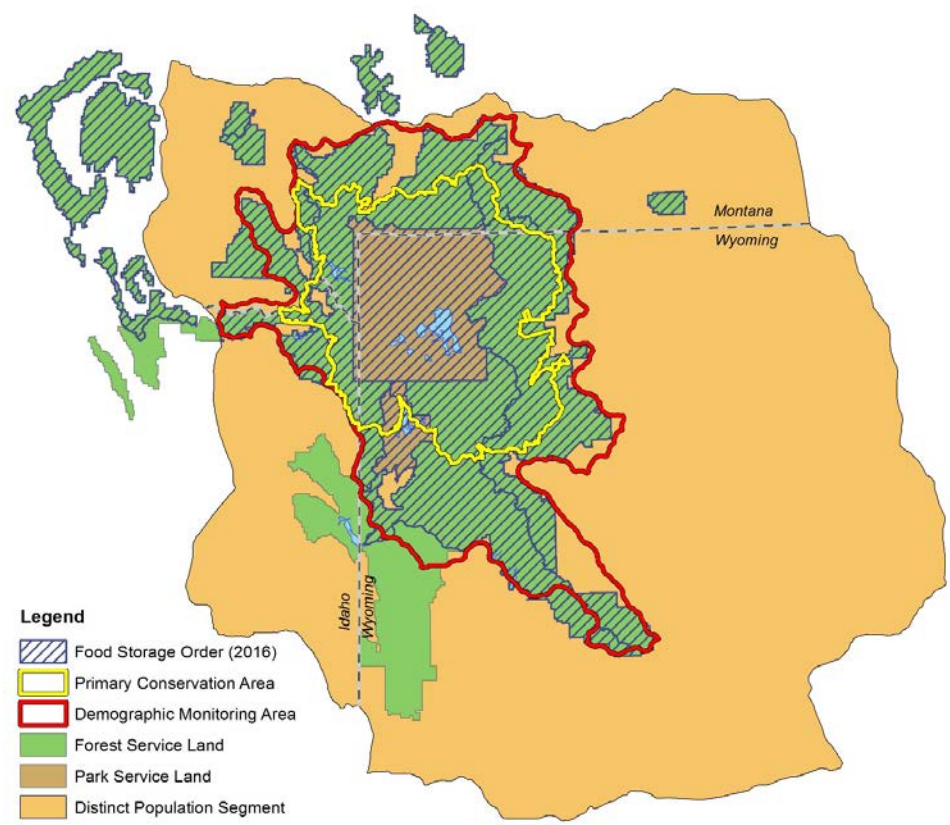 Montana
Wyoming
Idaho
Wyoming
Legend
Food Storage Order (2016)
Primary Conservation Area
Demographic Monitoring Area
Forest Service Land
Park Service Land
Distinct Population Segment